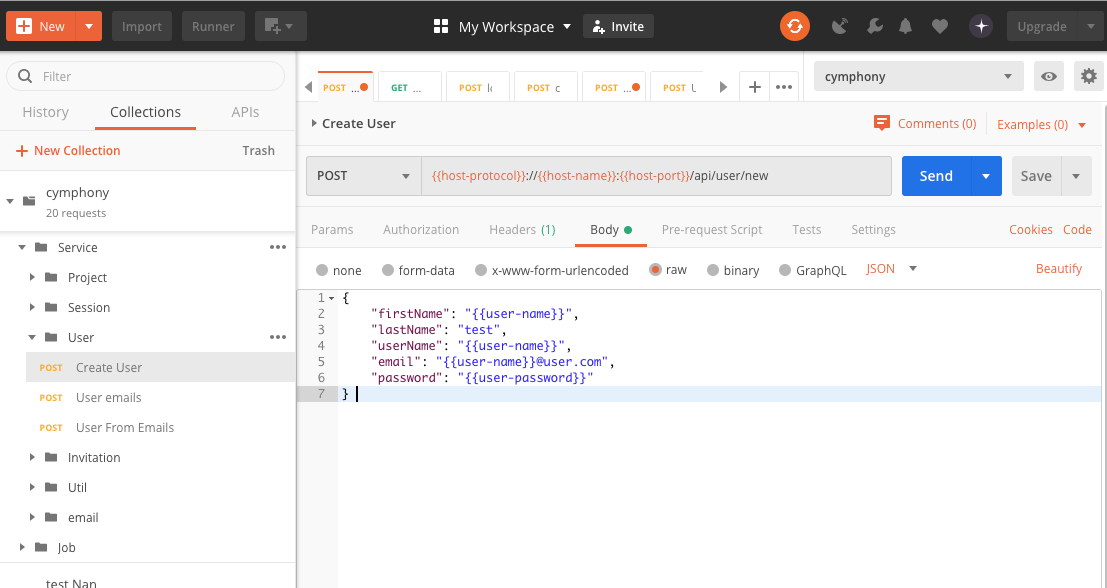 New
Import
Runner
My Workspace
Invite
Upgrade
Filter
History
Collections
APIs
New Collection
Trash
cymphony
20 requests
Service
Project
Session
User
POST Create User
POST User emails
POST User From Emails
Invitation
Util
email
Job
test Nan
POST ...
GET ...
POST
POST c
POST ...
POST
cymphony
Create User
Comments (0)
Examples (0)
POST
{{host-protocol}}://{{host-name}}:{{host-port}}/api/user/new
Send
Save
Params
Authorization
Headers (1)
Body
Pre-request Script
Tests
Settings
Cookies
Code
none
form-data
x-www-form-urlencoded
raw
binary
GraphQL
JSON
Beautify
1 {
2 "firstName": "{{user-name}}",
3 "lastName": "test",
4 "userName": "{{user-name}}",
5 "email": "{{user-name}}@user.com",
6 "password": "{{user-password}}"
7 }